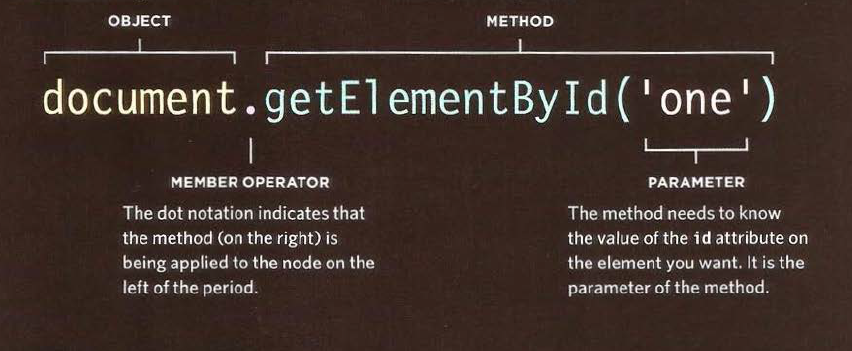 OBJECT
METHOD
document.getElementById('one')
MEMBER OPERATOR
The dot notation indicates that
the method (on the right) is
being applied to the node on the
left of the period.
PARAMETER
The method needs to know
the value of the id attribute on
the element you want. It is the
parameter of the method.